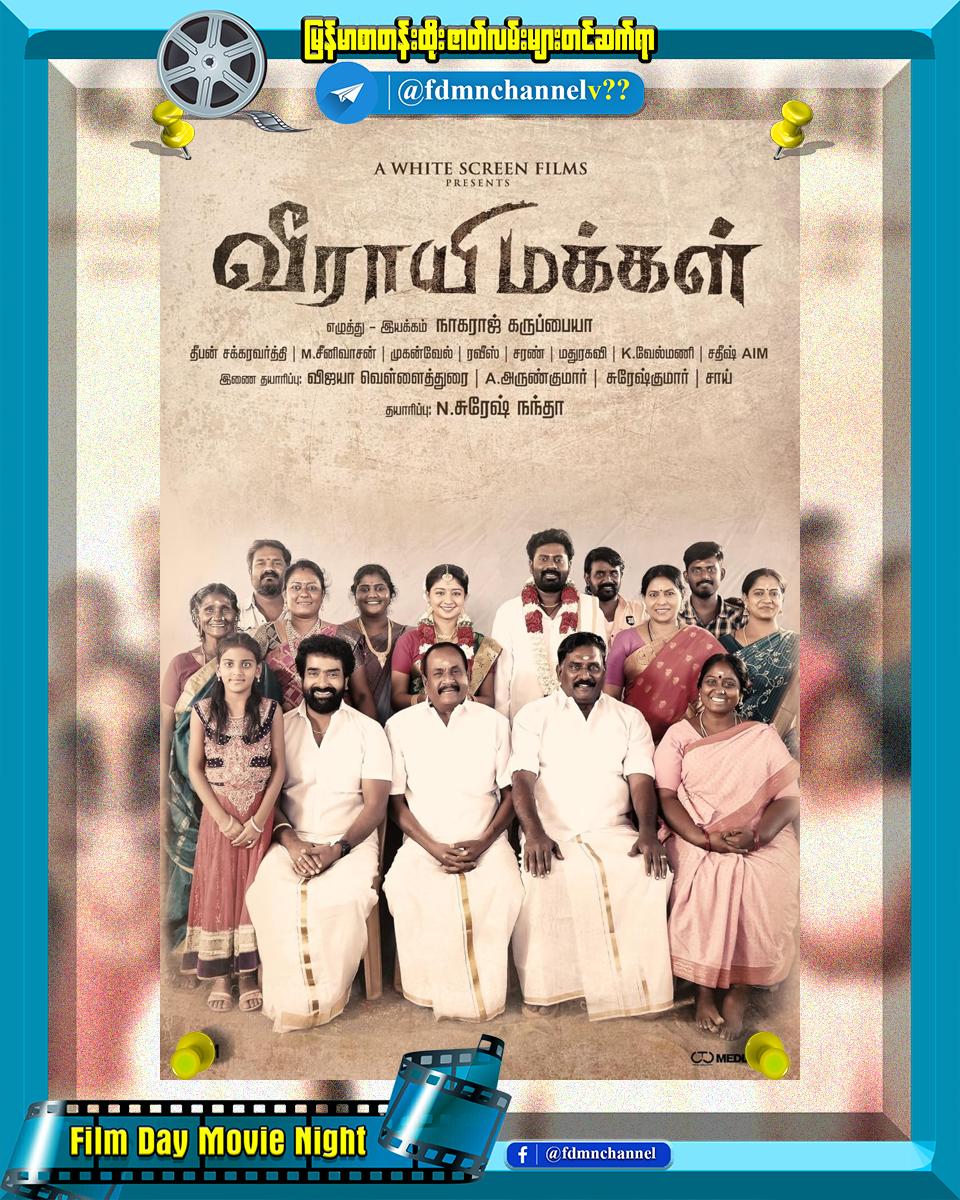 မြန်မာစာတန်းထိုးဇာတ်လမ်းများတင်ဆက်ရာ
@fdmnchannelv??
A WHITE SCREEN FILMS
PRESENTS
வீராயி மக்கள்
எழுத்து - இயக்கம் நாகராஜ் கருப்பையா
தீபன் சக்கரவர்த்தி | M.சீனிவாசன் | முகன்வேல் | ரவீஸ் | சரண் | மதுரகவி | K.வேல்மணி | சதீஷ் AIM
இணை தயாரிப்பு: விஜயா வெள்ளைத்துரை | A.அருண்குமார் | சுரேஷ்குமார் | சாய்
தயாரிப்பு: N.சுரேஷ் நந்தா
Film Day Movie Night
@fdmnchannel